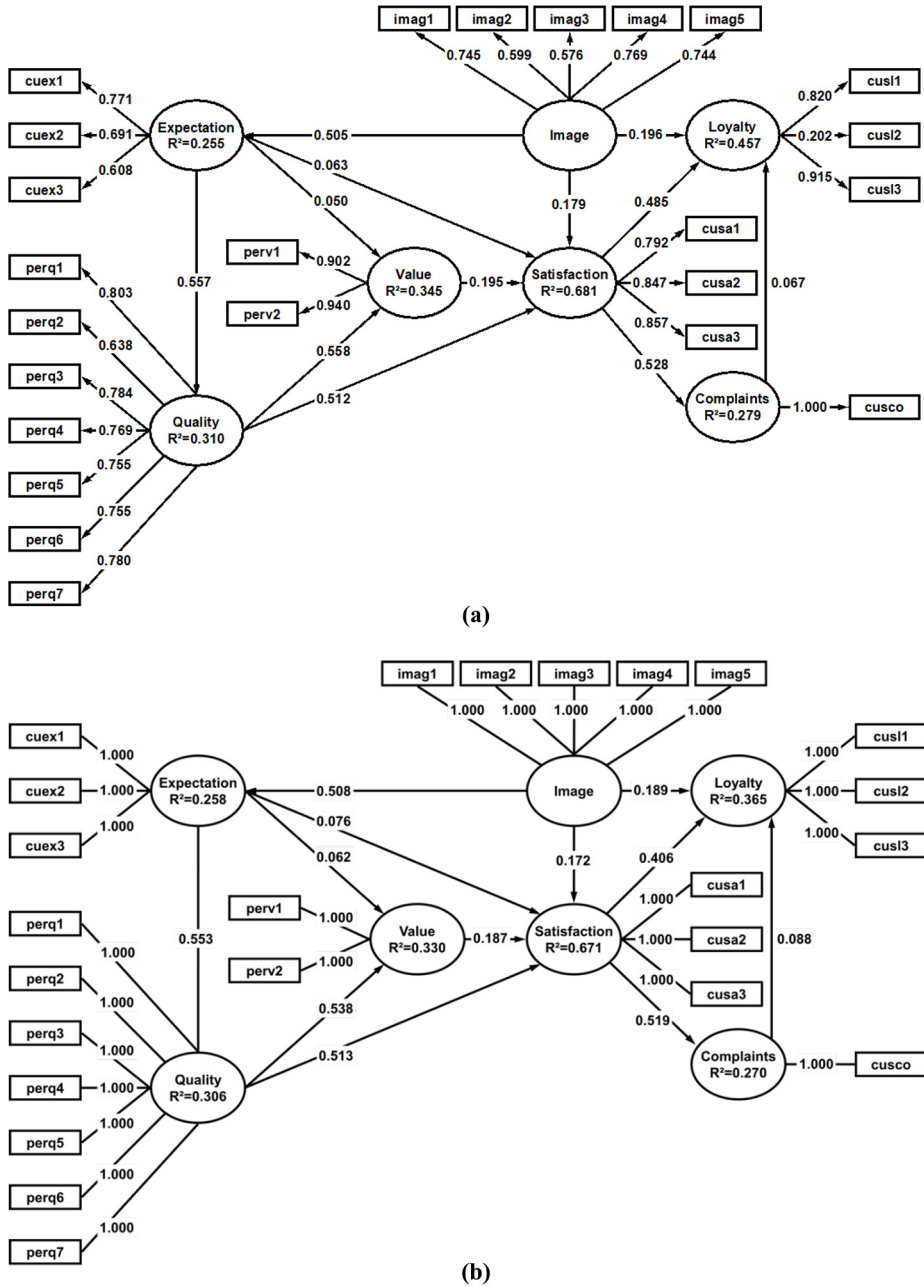 imag1 imag2 imag3 imag4 imag5
0.745 0.599 0.576 0.769 0.744
cuex1
0.771
cuex2
0.691
cuex3
0.608
Expectation
R²=0.255
0.505
Image
0.196
Loyalty
R²=0.457
0.820
cusl1
0.202
cusl2
0.915
cusl3
0.063
0.050
0.179
0.485
0.557
perv1
0.902
perv2
0.940
Value
R²=0.345
0.195
Satisfaction
R²=0.681
0.792
cusa1
0.847
cusa2
0.857
cusa3
0.067
0.558
0.512
0.528
perq1
0.803
perq2
0.638
perq3
0.784
perq4
0.769
perq5
0.755
perq6
0.755
perq7
0.780
Quality
R²=0.310
Complaints
R²=0.279
1.000
cusco
(a)
imag1 imag2 imag3 imag4 imag5
1.000 1.000 1.000 1.000 1.000
cuex1
1.000
cuex2
1.000
cuex3
1.000
Expectation
R²=0.258
0.508
Image
0.189
Loyalty
R²=0.365
1.000
cusl1
1.000
cusl2
1.000
cusl3
0.076
0.062
0.172
0.406
0.553
perv1
1.000
perv2
1.000
Value
R²=0.330
0.187
Satisfaction
R²=0.671
1.000
cusa1
1.000
cusa2
1.000
cusa3
0.088
0.538
0.513
0.519
perq1
1.000
perq2
1.000
perq3
1.000
perq4
1.000
perq5
1.000
perq6
1.000
perq7
1.000
Quality
R²=0.306
Complaints
R²=0.270
1.000
cusco
(b)